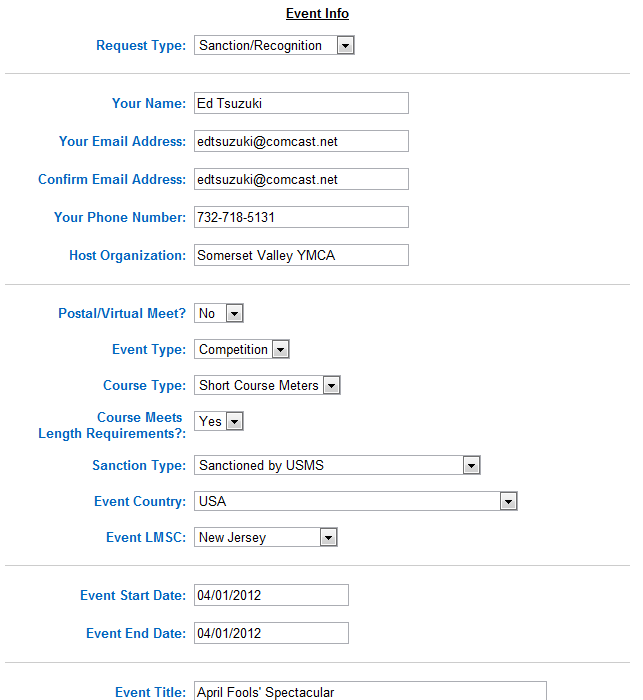 Event Info
Request Type: Sanction/Recognition
Your Name: Ed Tsuzuki
Your Email Address: edtsuzuki@comcast.net
Confirm Email Address: edtsuzuki@comcast.net
Your Phone Number: 732-718-5131
Host Organization: Somerset Valley YMCA
Postal/Virtual Meet? No
Event Type: Competition
Course Type: Short Course Meters
Course Meets
Length Requirements?: Yes
Sanction Type: Sanctioned by USMS
Event Country: USA
Event LMSC: New Jersey
Event Start Date: 04/01/2012
Event End Date: 04/01/2012
Event Title: April Fools' Spectacular